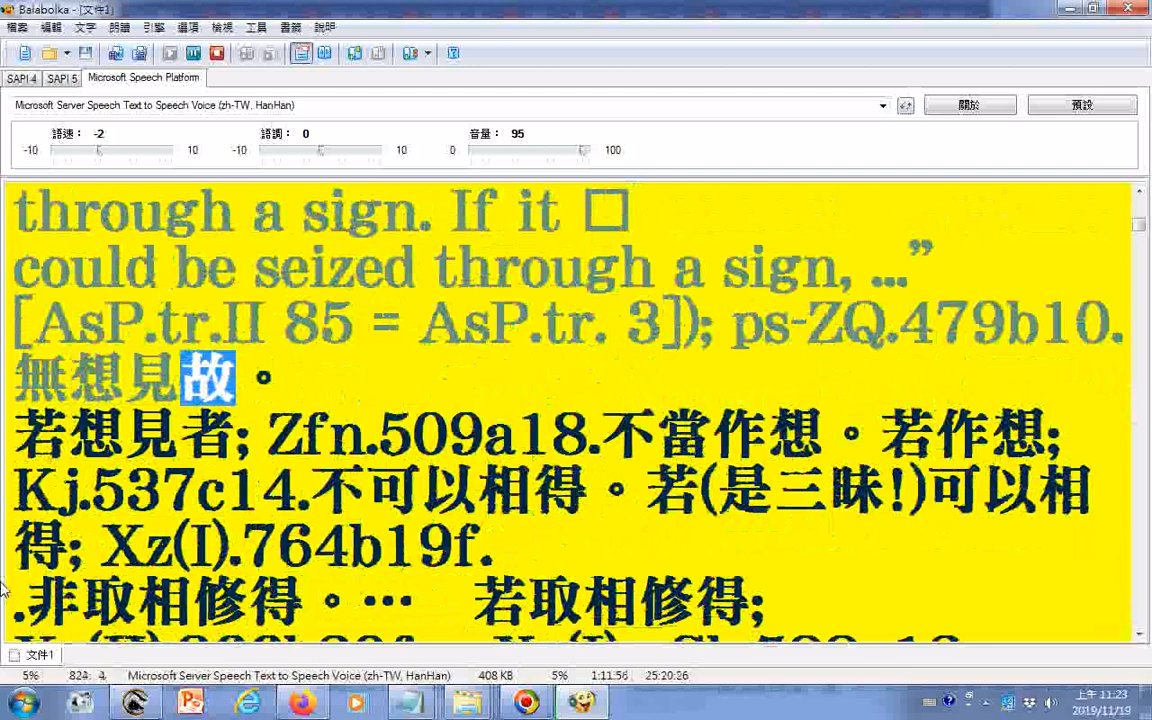 Balabolka - [文件1]
檔案 編輯 文字 朗讀 引擎 選項 檢視 工具 書籤 說明
SAPI 4 SAPI 5 Microsoft Speech Platform
Microsoft Server Speech Text to Speech Voice (zh-TW, HanHan) 關於 預設
語速： -2 語調： 0 音量： 95
-10 10 -10 10 0 100
through a sign. If it □
could be seized through a sign, ...”
[AsP.tr.II 85 = AsP.tr. 3]); ps-ZQ.479b10.
無想見故。
若想見者; Zfn.509a18.不當作想。若作想;
Kj.537c14.不可以相得。若(是三昧!)可以相
得; Xz(I).764b19f.
.非取相修得。… 若取相修得;
文件1
5% 824: 4 Microsoft Server Speech Text to Speech Voice (zh-TW, HanHan) 408 KB 5% 1:11:56 25:20:26
上午 11:23
2019/11/19